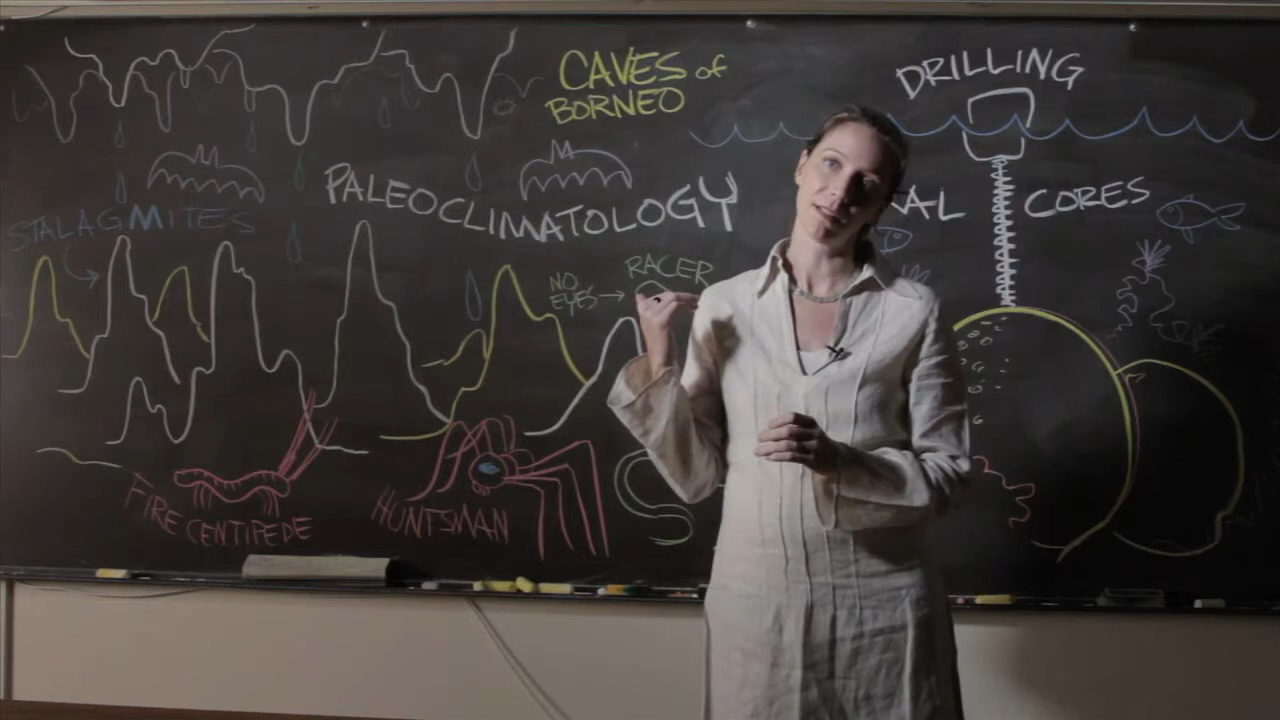 CAVES of
BORNEO
DRILLING
PALEOCLIMATOLOGY
CORES
STALAGMITES
NO
EYES→
RACER
FIRE CENTIPEDE
HUNTSMAN